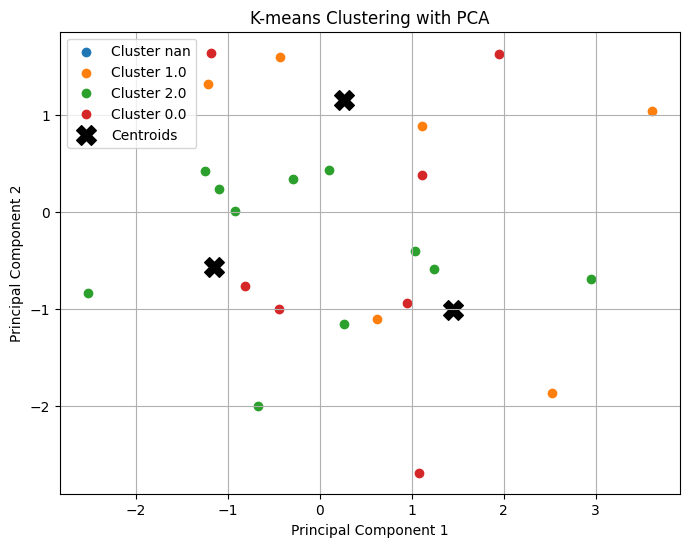 K-means Clustering with PCA
Cluster nan
Cluster 1.0
Cluster 2.0
Cluster 0.0
Centroids
1
0
−1
−2
Principal Component 2
−2
−1
0
1
2
3
Principal Component 1